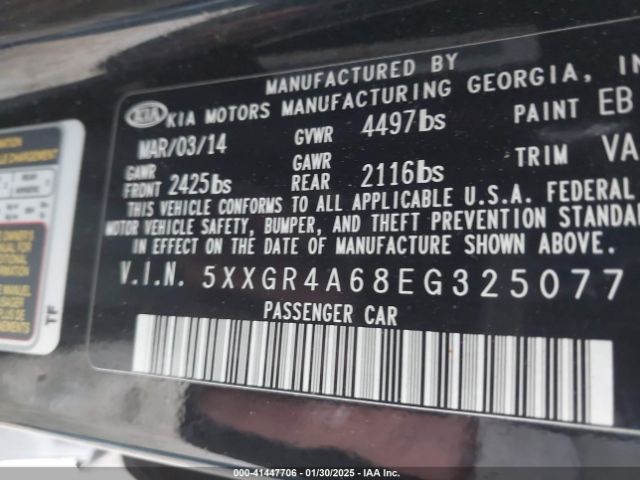 MANUFACTURED BY
KIA KIA MOTORS MANUFACTURING GEORGIA, IN
MAR/03/14 GVWR 4497lbs PAINT EB
GAWR FRONT 2425lbs GAWR REAR 2116lbs TRIM VA
THIS VEHICLE CONFORMS TO ALL APPLICABLE U.S.A. FEDERAL
MOTOR VEHICLE SAFETY, BUMPER, AND THEFT PREVENTION STANDA
IN EFFECT ON THE DATE OF MANUFACTURE SHOWN ABOVE.
V.I.N. 5XXGR4A68EG325077
PASSENGER CAR
TF
000-41447706 - 01/30/2025 - IAA Inc.